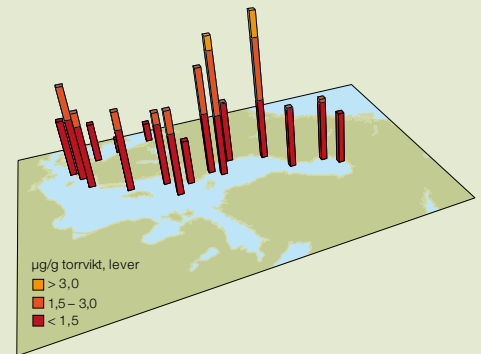 µg/g torrvikt, lever
> 3,0
1,5 – 3,0
< 1,5